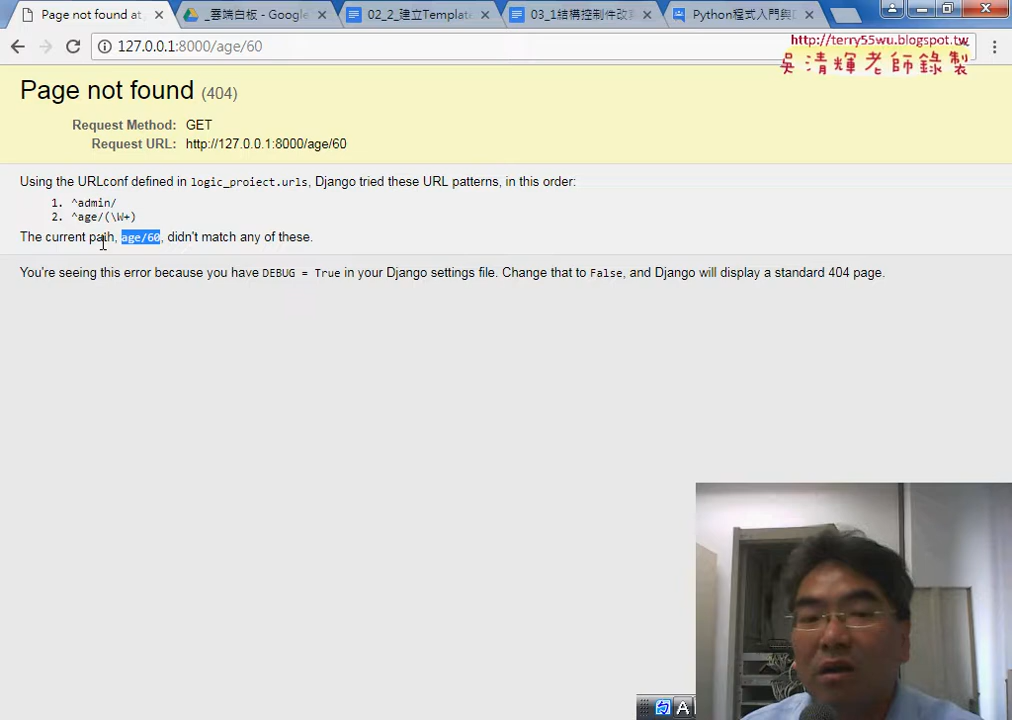 Page not found at
_雲端白板 - Google
02_2_建立Template
03_1結構控制件改
Python程式入門與
127.0.0.1:8000/age/60
http://terry55wu.blogspot.tw
吳清輝老師錄製
Page not found (404)
Request Method: GET
Request URL: http://127.0.0.1:8000/age/60
Using the URLconf defined in logic_project.urls, Django tried these URL patterns, in this order:
1. ^admin/
2. ^age/(\W+)
The current path, age/60, didn't match any of these.
You're seeing this error because you have DEBUG = True in your Django settings file. Change that to False, and Django will display a standard 404 page.
A